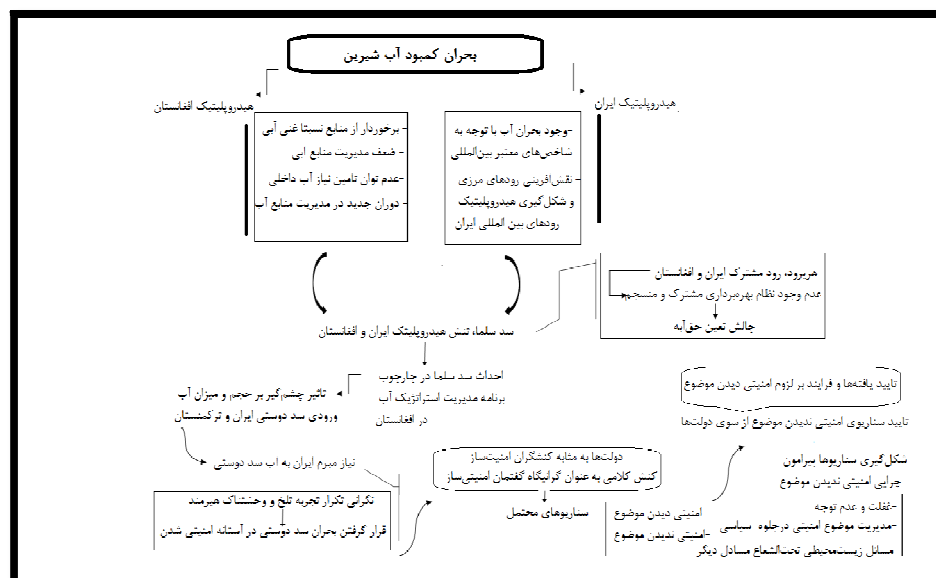 بحران کمبود آب شیرین
هیدروپلیتیک ایران
هیدروپلیتیک افغانستان
-وجود بحران آب با توجه به
شاخص‌های معتبر بین‌المللی
-نقش‌آفرینی رودهای مرزی
و شکل‌گیری هیدروپلیتیک
رودهای بین المللی ایران
- برخوردار از منابع نسبتا غنی آبی
- ضعف مدیریت منابع ابی
-عدم توان تامین نیاز آب داخلی
- دوران جدید در مدیریت منابع آب
هریرود، رود مشترک ایران و افغانستان
عدم وجود نظام بهره‌برداری مشترک و منسجم
چالش تعین حق‌آبه
سد سلما، تنش هیدروپلیتک ایران و افغانستان
احداث سد سلما در چارچوب
برنامه مدیریت استراتژیک آب
در افغانستان
تاثیر چشم‌گیر بر حجم و میزان آب
ورودی سد دوستی ایران و ترکمنستان
نیاز مبرم ایران به اب سد دوستی
نگرانی تکرار تجربه تلخ و وحشتناک هیرمند
قرار گرفتن بحران سد دوستی در آستانه امنیتی شدن
دولت‌ها به مثابه کنشگران امنیت‌ساز
کنش کلامی به عنوان گرانیگاه گفتمان امنیتی‌ساز
سناریوهای محتمل
امنیتی دیدن موضوع
-امنیتی ندیدن موضوع
تایید یافته‌ها و فرایند بر لزوم امنیتی دیدن موضوع
تایید سناریوی امنیتی ندیدن موضوع از سوی دولت‌ها
شکل‌گیری سناریوها پیرامون
چرایی امنیتی ندیدن موضوع
-غفلت و عدم توجه
-مدیریت موضوع امنیتی درجلوه سیاسی
مسائل زیست‌محیطی تحت‌الشعاع مسادل دیگر